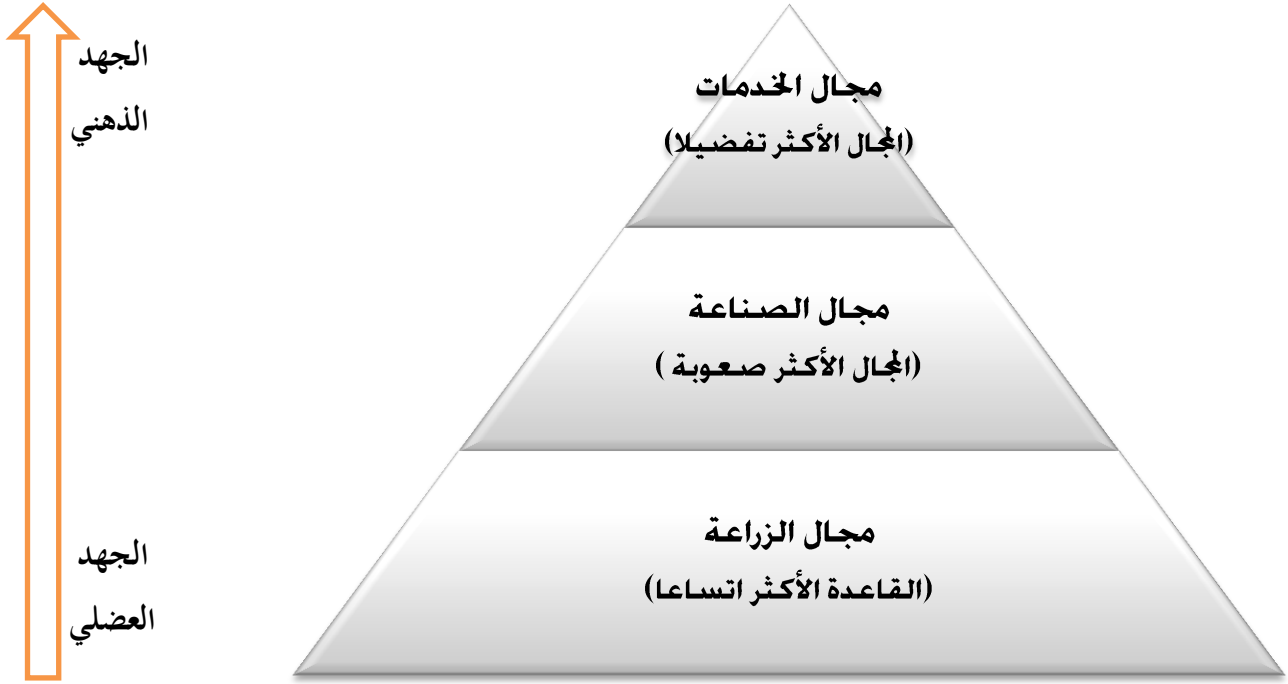 الجهد
الذهني
مجال الخدمات
(المجال الأكثر تفضيلا)
مجال الصناعة
(المجال الأكثر صعوبة )
مجال الزراعة
(القاعدة الأكثر اتساعا)
الجهد
العضلي